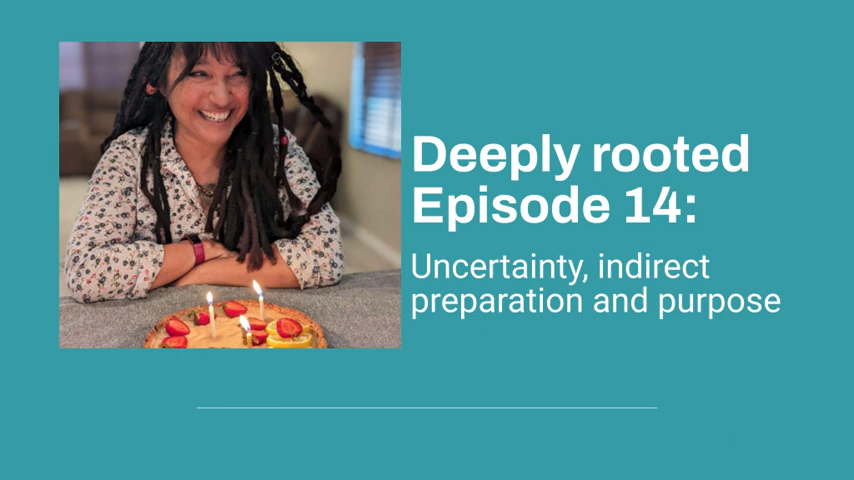 Deeply rooted
Episode 14:
Uncertainty, indirect
preparation and purpose